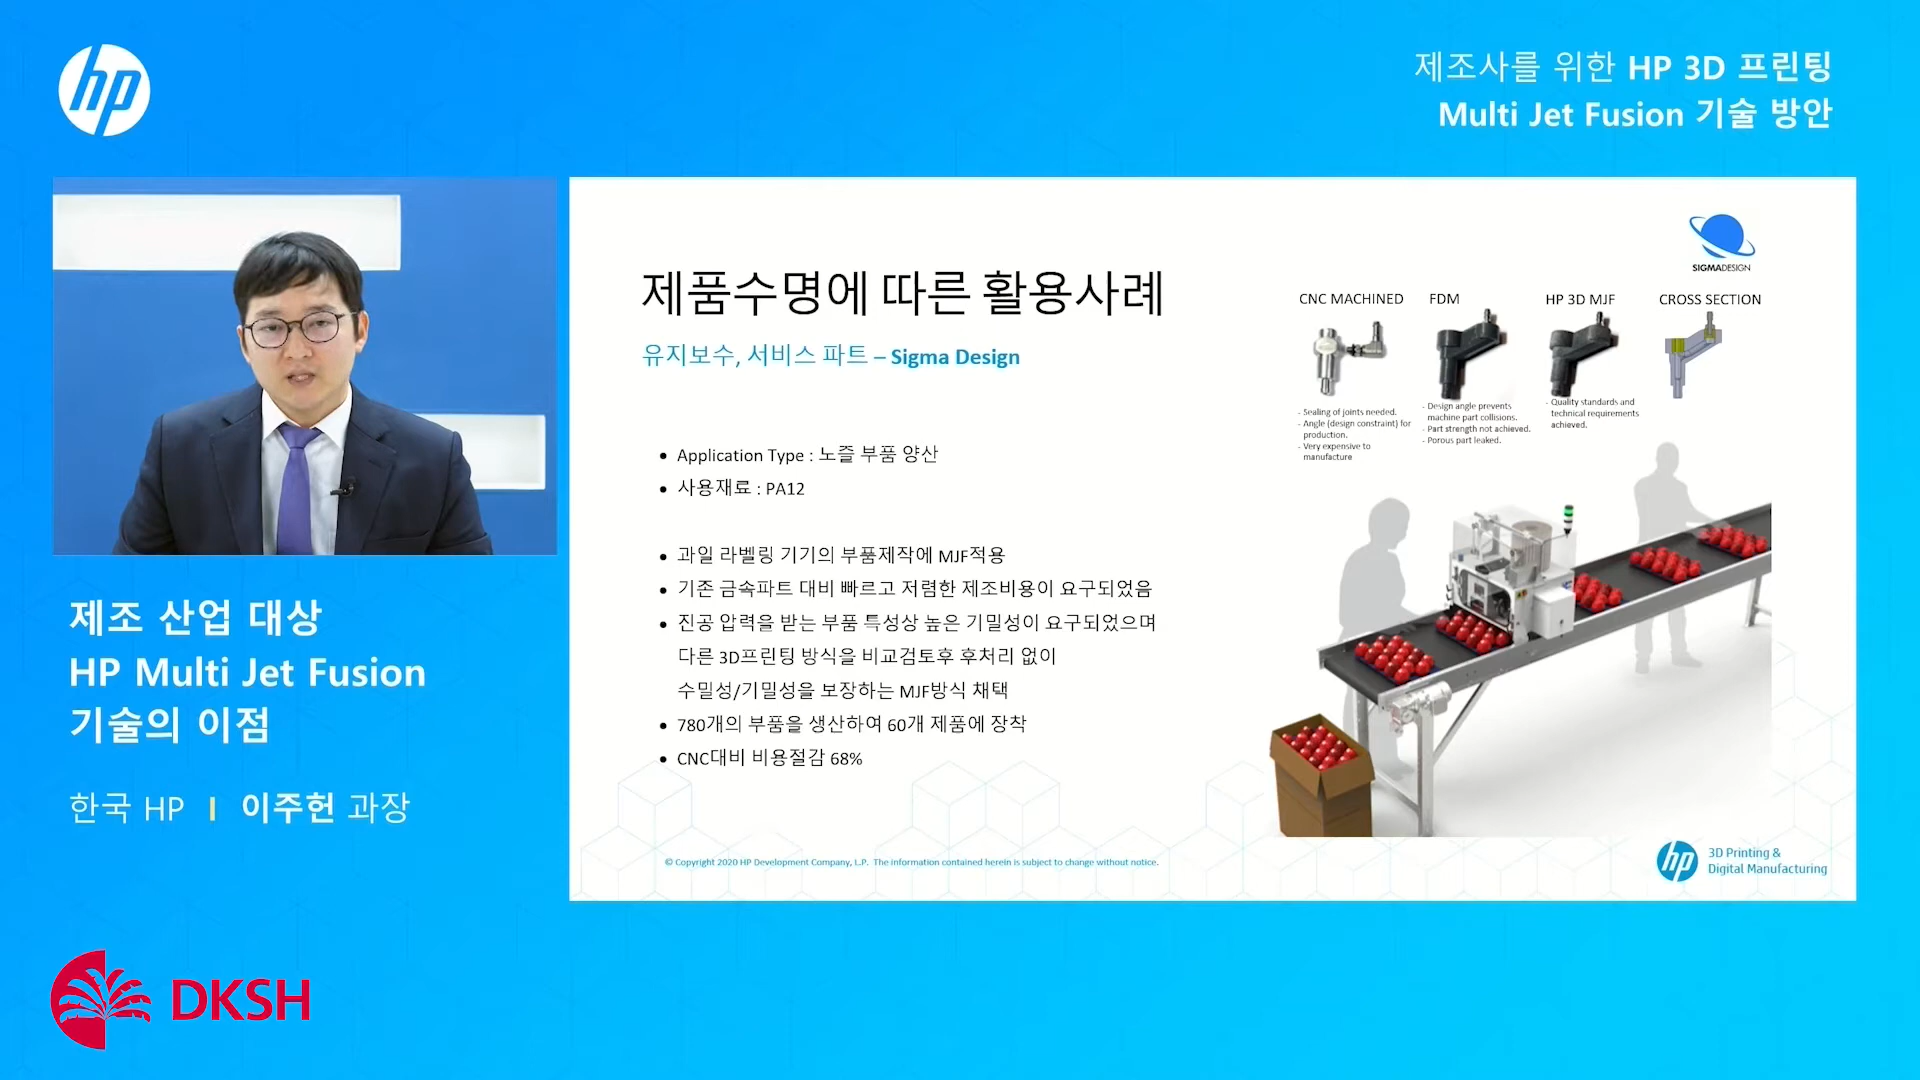 hp
제조사를 위한 HP 3D 프린팅
Multi Jet Fusion 기술 방안
제조 산업 대상
HP Multi Jet Fusion
기술의 이점
한국 HP I 이주헌 과장
DKSH
제품수명에 따른 활용사례
유지보수, 서비스 파트 – Sigma Design
• Application Type : 노즐 부품 양산
• 사용재료 : PA12
• 과일 라벨링 기기의 부품제작에 MJF적용
• 기존 금속파트 대비 빠르고 저렴한 제조비용이 요구되었음
• 진공 압력을 받는 부품 특성상 높은 기밀성이 요구되었으며
다른 3D프린팅 방식을 비교검토후 후처리 없이
수밀성/기밀성을 보장하는 MJF방식 채택
• 780개의 부품을 생산하여 60개 제품에 장착
• CNC대비 비용절감 68%
SIGMADESIGN
CNC MACHINED
- Sealing of joints needed.
- Angle (design constraint) for
production.
- Very expensive to
manufacture
FDM
- Design angle prevents
machine part collisions.
- Part strength not achieved.
- Porous part leaked.
HP 3D MJF
- Quality standards and
technical requirements
achieved.
CROSS SECTION
© Copyright 2020 HP Development Company, L.P. The information contained herein is subject to change without notice.
hp
3D Printing &
Digital Manufacturing